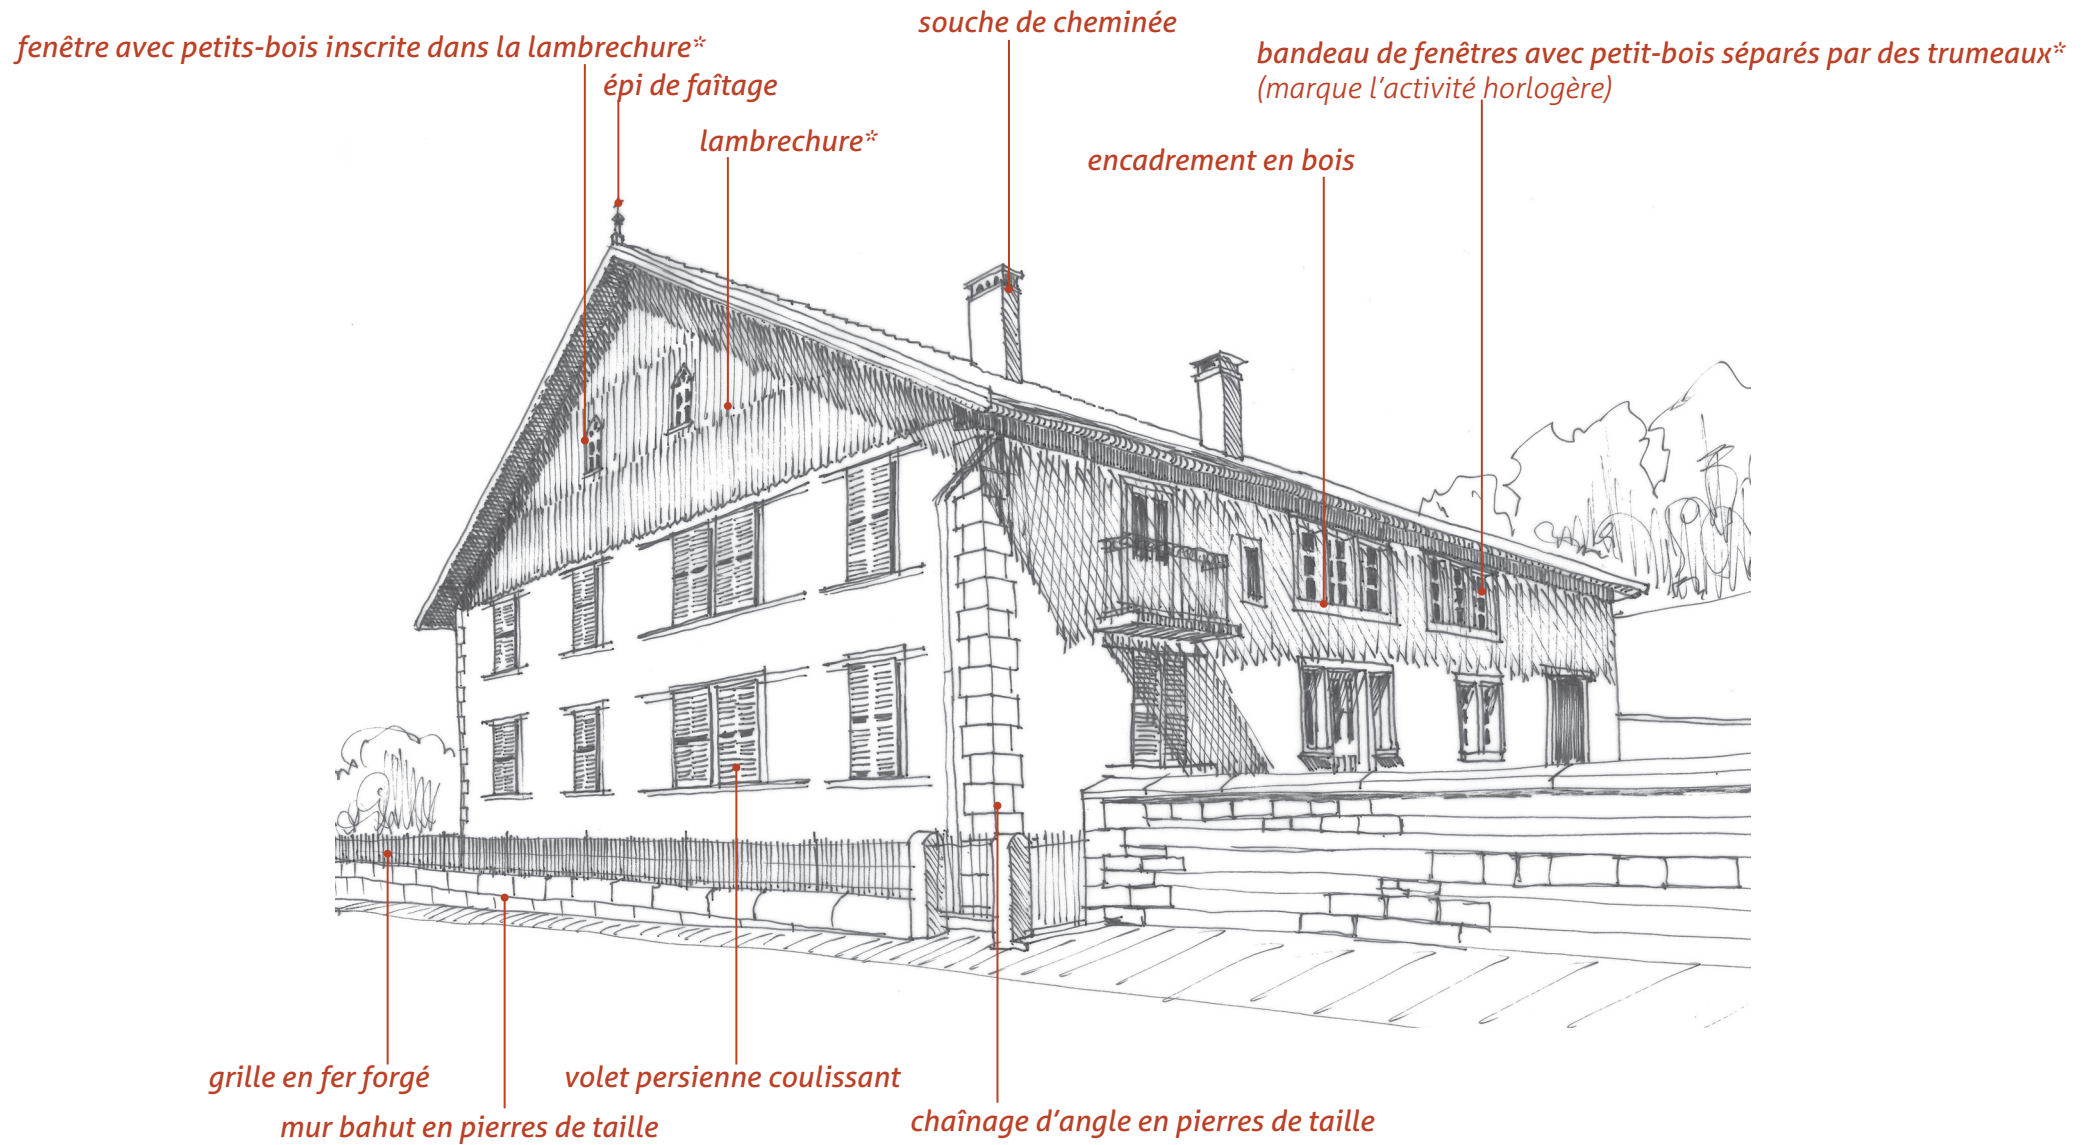 souche de cheminée
fenêtre avec petits-bois inscrite dans la lambrechure*
bandeau de fenêtres avec petit-bois séparés par des trumeaux*
(marque l'activité horlogère)
épi de faîtage
lambrechure*
encadrement en bois
grille en fer forgé
volet persienne coulissant
mur bahut en pierres de taille
chaînage d'angle en pierres de taille